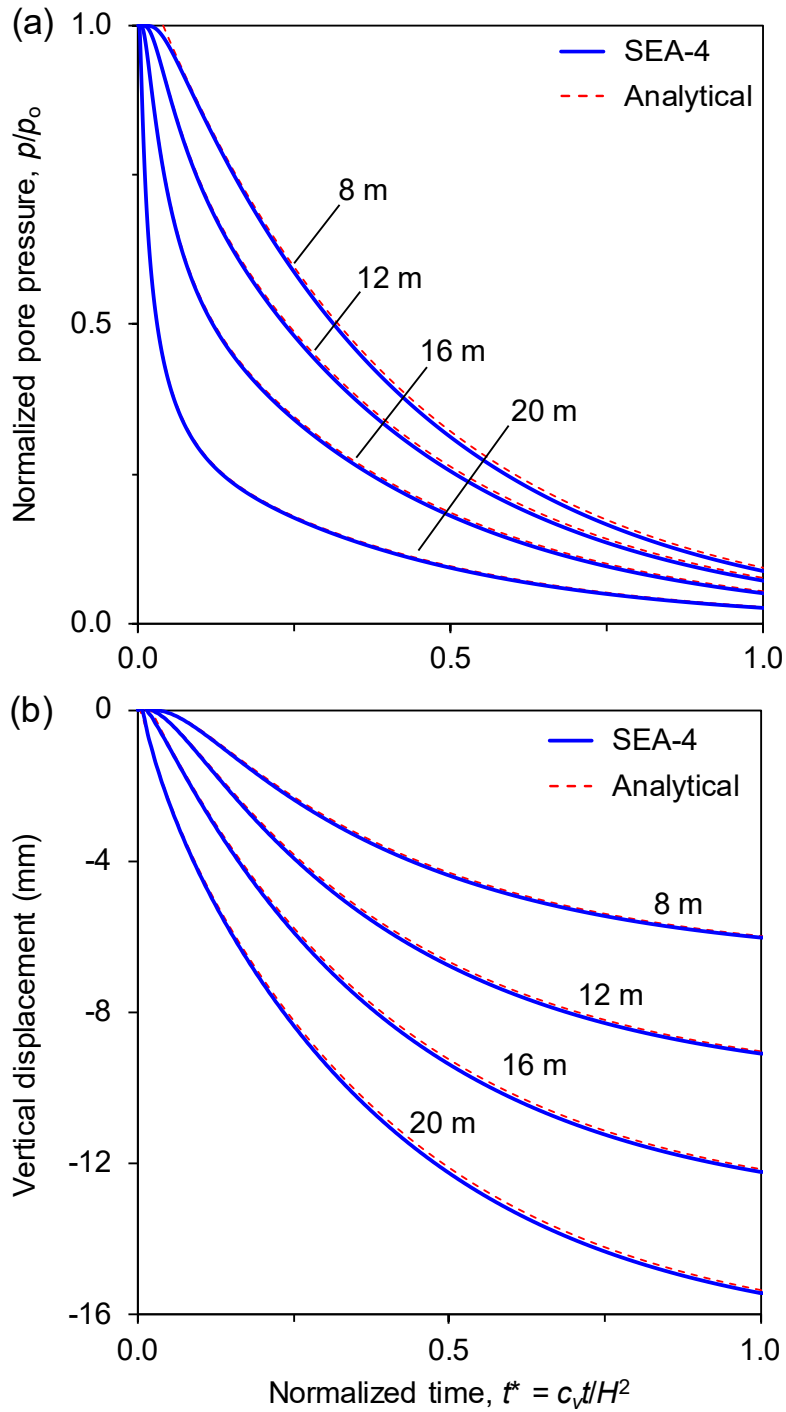 (a)
1.0
0.5
0.0
Normalized pore pressure, p/pₒ
SEA-4
Analytical
8 m
12 m
16 m
20 m
0.0
0.5
1.0
(b)
0
-4
-8
-12
-16
Vertical displacement (mm)
SEA-4
Analytical
8 m
12 m
16 m
20 m
0.0
0.5
1.0
Normalized time, t* = cᵥt/H²